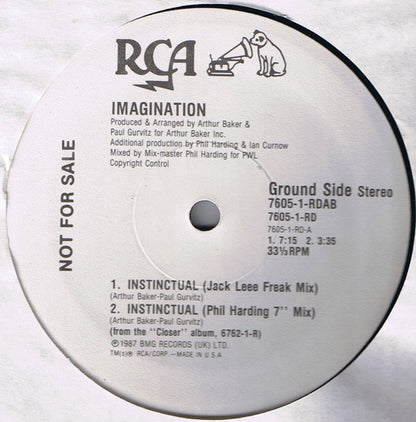 RCA
IMAGINATION
Produced & Arranged by Arthur Baker &
Paul Gurvitz for Arthur Baker Inc.
Additional production by Phil Harding & Ian Curnow
Mixed by Mix-master Phil Harding for PWL
Copyright Control
NOT FOR SALE
Ground Side Stereo
7605-1-RDAB
7605-1-RD
7605-1-RD-A
1. 7:15 2. 3:35
33⅓RPM
1. INSTINCTUAL (Jack Leee Freak Mix)
(Arthur Baker-Paul Gurvitz)
2. INSTINCTUAL (Phil Harding 7'' Mix)
(Arthur Baker-Paul Gurvitz)
(from the "Closer" album, 6762-1-R)
℗1987 BMG RECORDS (UK) LTD.
TM(s)® RCA/CORP.—MADE IN U.S.A.